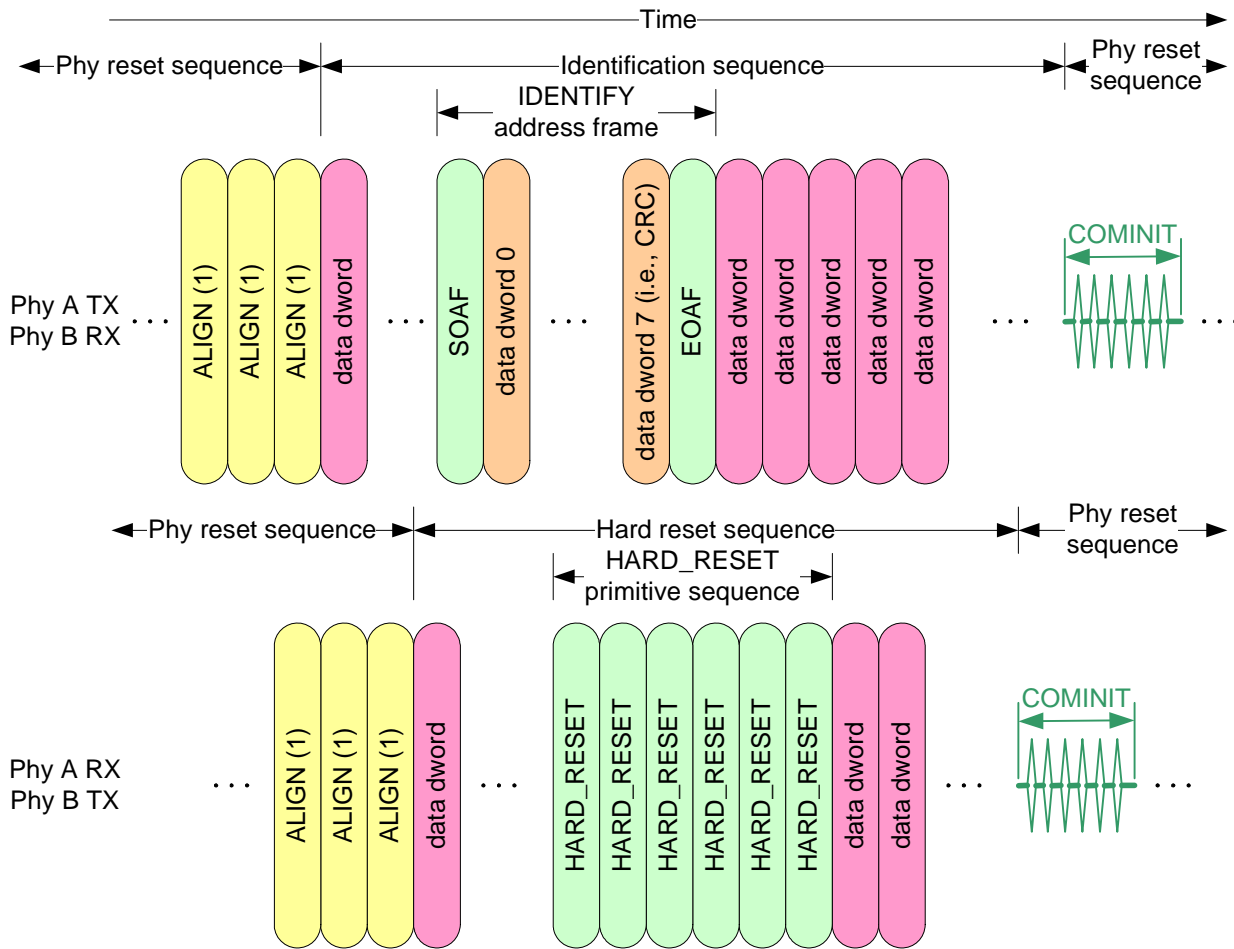 Time
Phy reset sequence
Identification sequence
Phy reset
sequence
IDENTIFY
address frame
Phy A TX
Phy B RX
. . .
ALIGN (1)
ALIGN (1)
ALIGN (1)
data dword
. . .
SOAF
data dword 0
. . .
data dword 7 (i.e., CRC)
EOAF
data dword
data dword
data dword
data dword
data dword
. . .
COMINIT
. . .
Phy reset sequence
Hard reset sequence
Phy reset
sequence
HARD_RESET
primitive sequence
Phy A RX
Phy B TX
. . .
ALIGN (1)
ALIGN (1)
ALIGN (1)
data dword
. . .
HARD_RESET
HARD_RESET
HARD_RESET
HARD_RESET
HARD_RESET
HARD_RESET
data dword
data dword
. . .
COMINIT
. . .